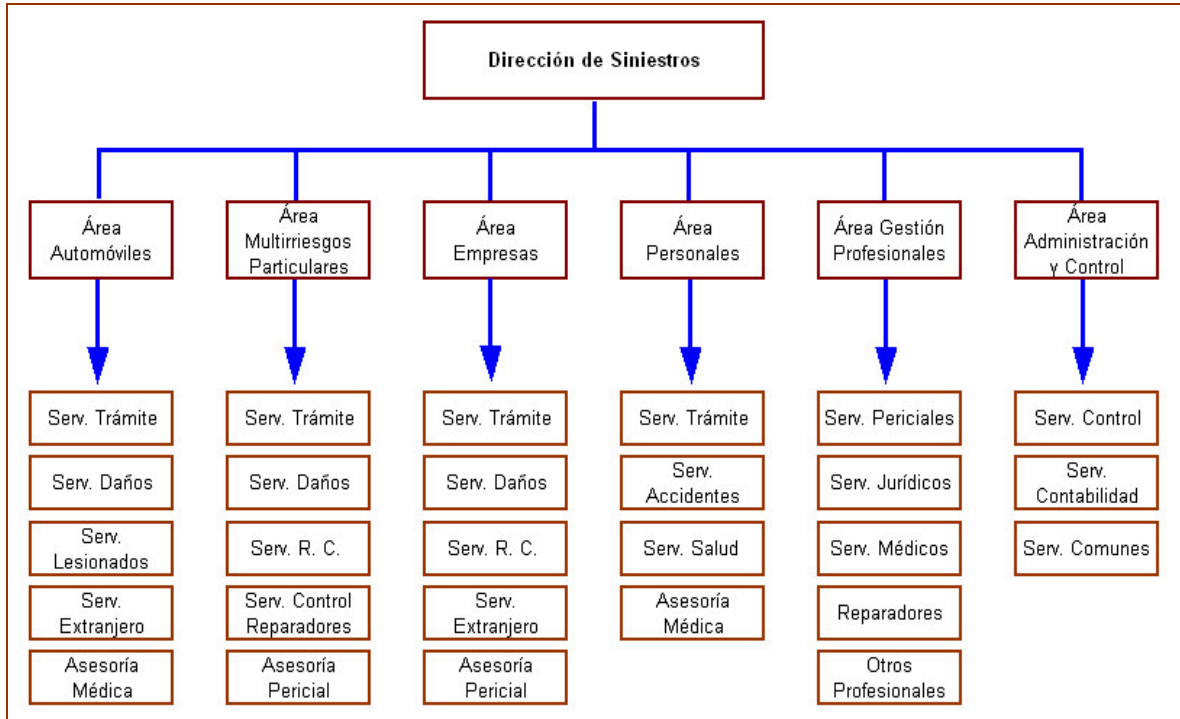 Dirección de Siniestros
Área
Automóviles
Área
Multirriesgos
Particulares
Área
Empresas
Área
Personales
Área Gestión
Profesionales
Área
Administración
y Control
Serv. Trámite
Serv. Daños
Serv.
Lesionados
Serv.
Extranjero
Asesoría
Médica
Serv. Trámite
Serv. Daños
Serv. R. C.
Serv. Control
Reparadores
Asesoría
Pericial
Serv. Trámite
Serv. Daños
Serv. R. C.
Serv.
Extranjero
Asesoría
Pericial
Serv. Trámite
Serv.
Accidentes
Serv. Salud
Asesoría
Médica
Serv. Periciales
Serv. Jurídicos
Serv. Médicos
Reparadores
Otros
Profesionales
Serv. Control
Serv.
Contabilidad
Serv. Comunes